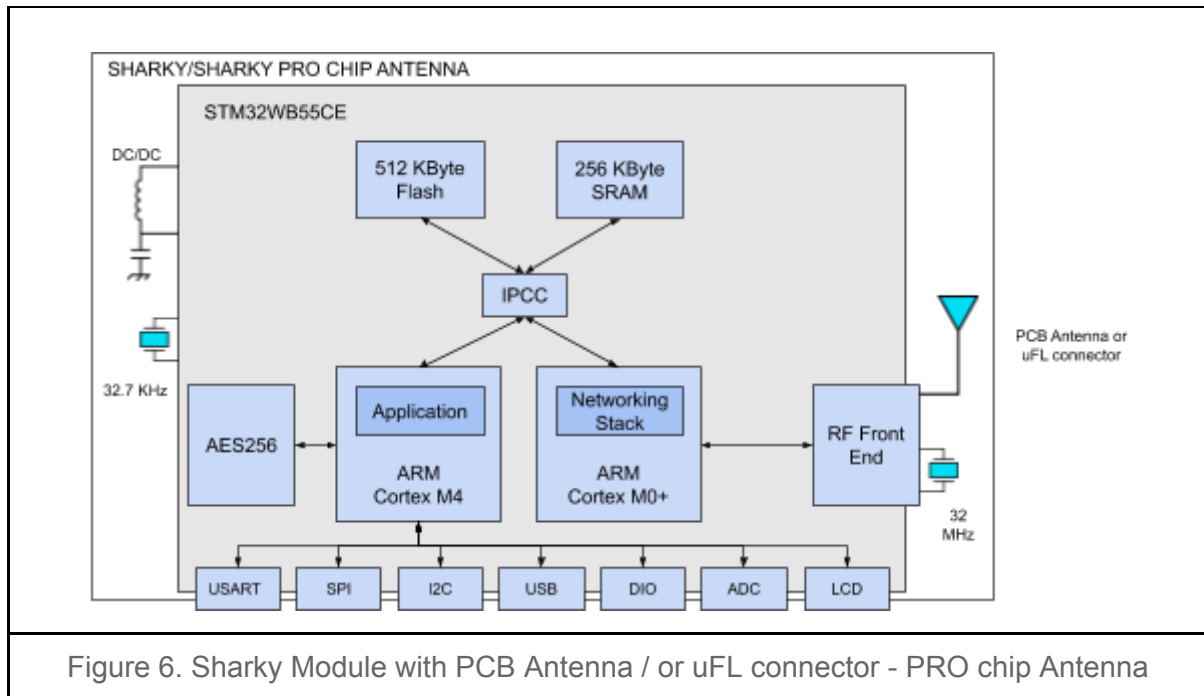 SHARKY/SHARKY PRO CHIP ANTENNA
STM32WB55CE
DC/DC
512 KByte
Flash
256 KByte
SRAM
IPCC
PCB Antenna or
uFL connector
32.7 KHz
AES256
Application
ARM
Cortex M4
Networking
Stack
ARM
Cortex M0+
RF Front
End
32
MHz
USART
SPI
I2C
USB
DIO
ADC
LCD
Figure 6. Sharky Module with PCB Antenna / or uFL connector - PRO chip Antenna